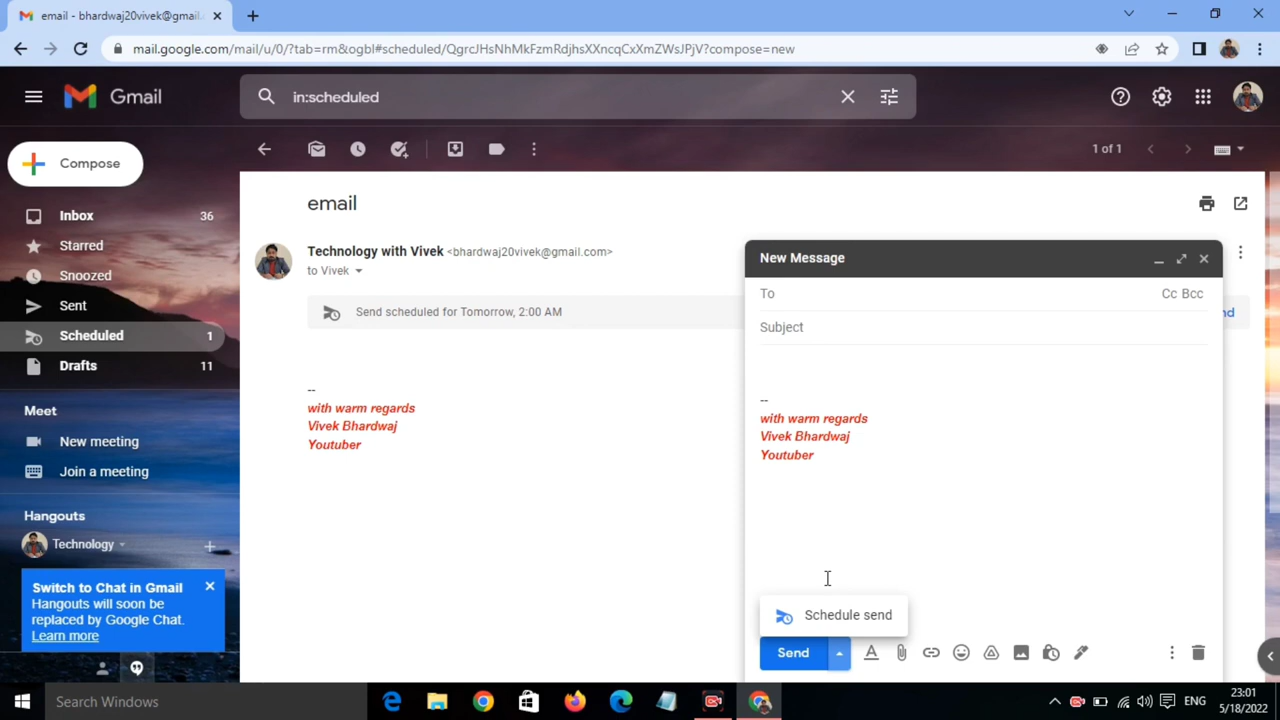 email - bhardwaj20vivek@gmail.
mail.google.com/mail/u/0/?tab=rm&ogbl#scheduled/QgrcJHsNhMkFzmRdjhsXXncqCxXmZWsJPjV?compose=new
Gmail
in:scheduled
Compose
1 of 1
Inbox 36
Starred
Snoozed
Sent
Scheduled 1
Drafts 11
Meet
New meeting
Join a meeting
Hangouts
Technology
Switch to Chat in Gmail
Hangouts will soon be
replaced by Google Chat.
Learn more
email
Technology with Vivek <bhardwaj20vivek@gmail.com>
to Vivek
Send scheduled for Tomorrow, 2:00 AM
--
with warm regards
Vivek Bhardwaj
Youtuber
New Message
To Cc Bcc
Subject
--
with warm regards
Vivek Bhardwaj
Youtuber
Schedule send
Send
Search Windows
ENG
23:01
5/18/2022